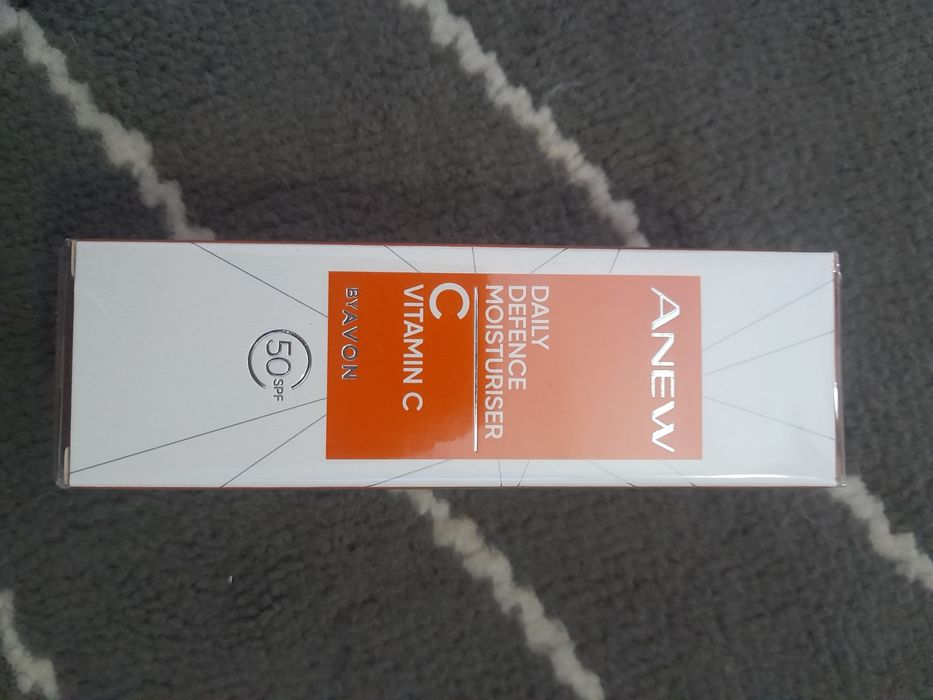 ANEW
DAILY
DEFENCE
MOISTURISER
C
VITAMIN C
BY AVON
50 SPF